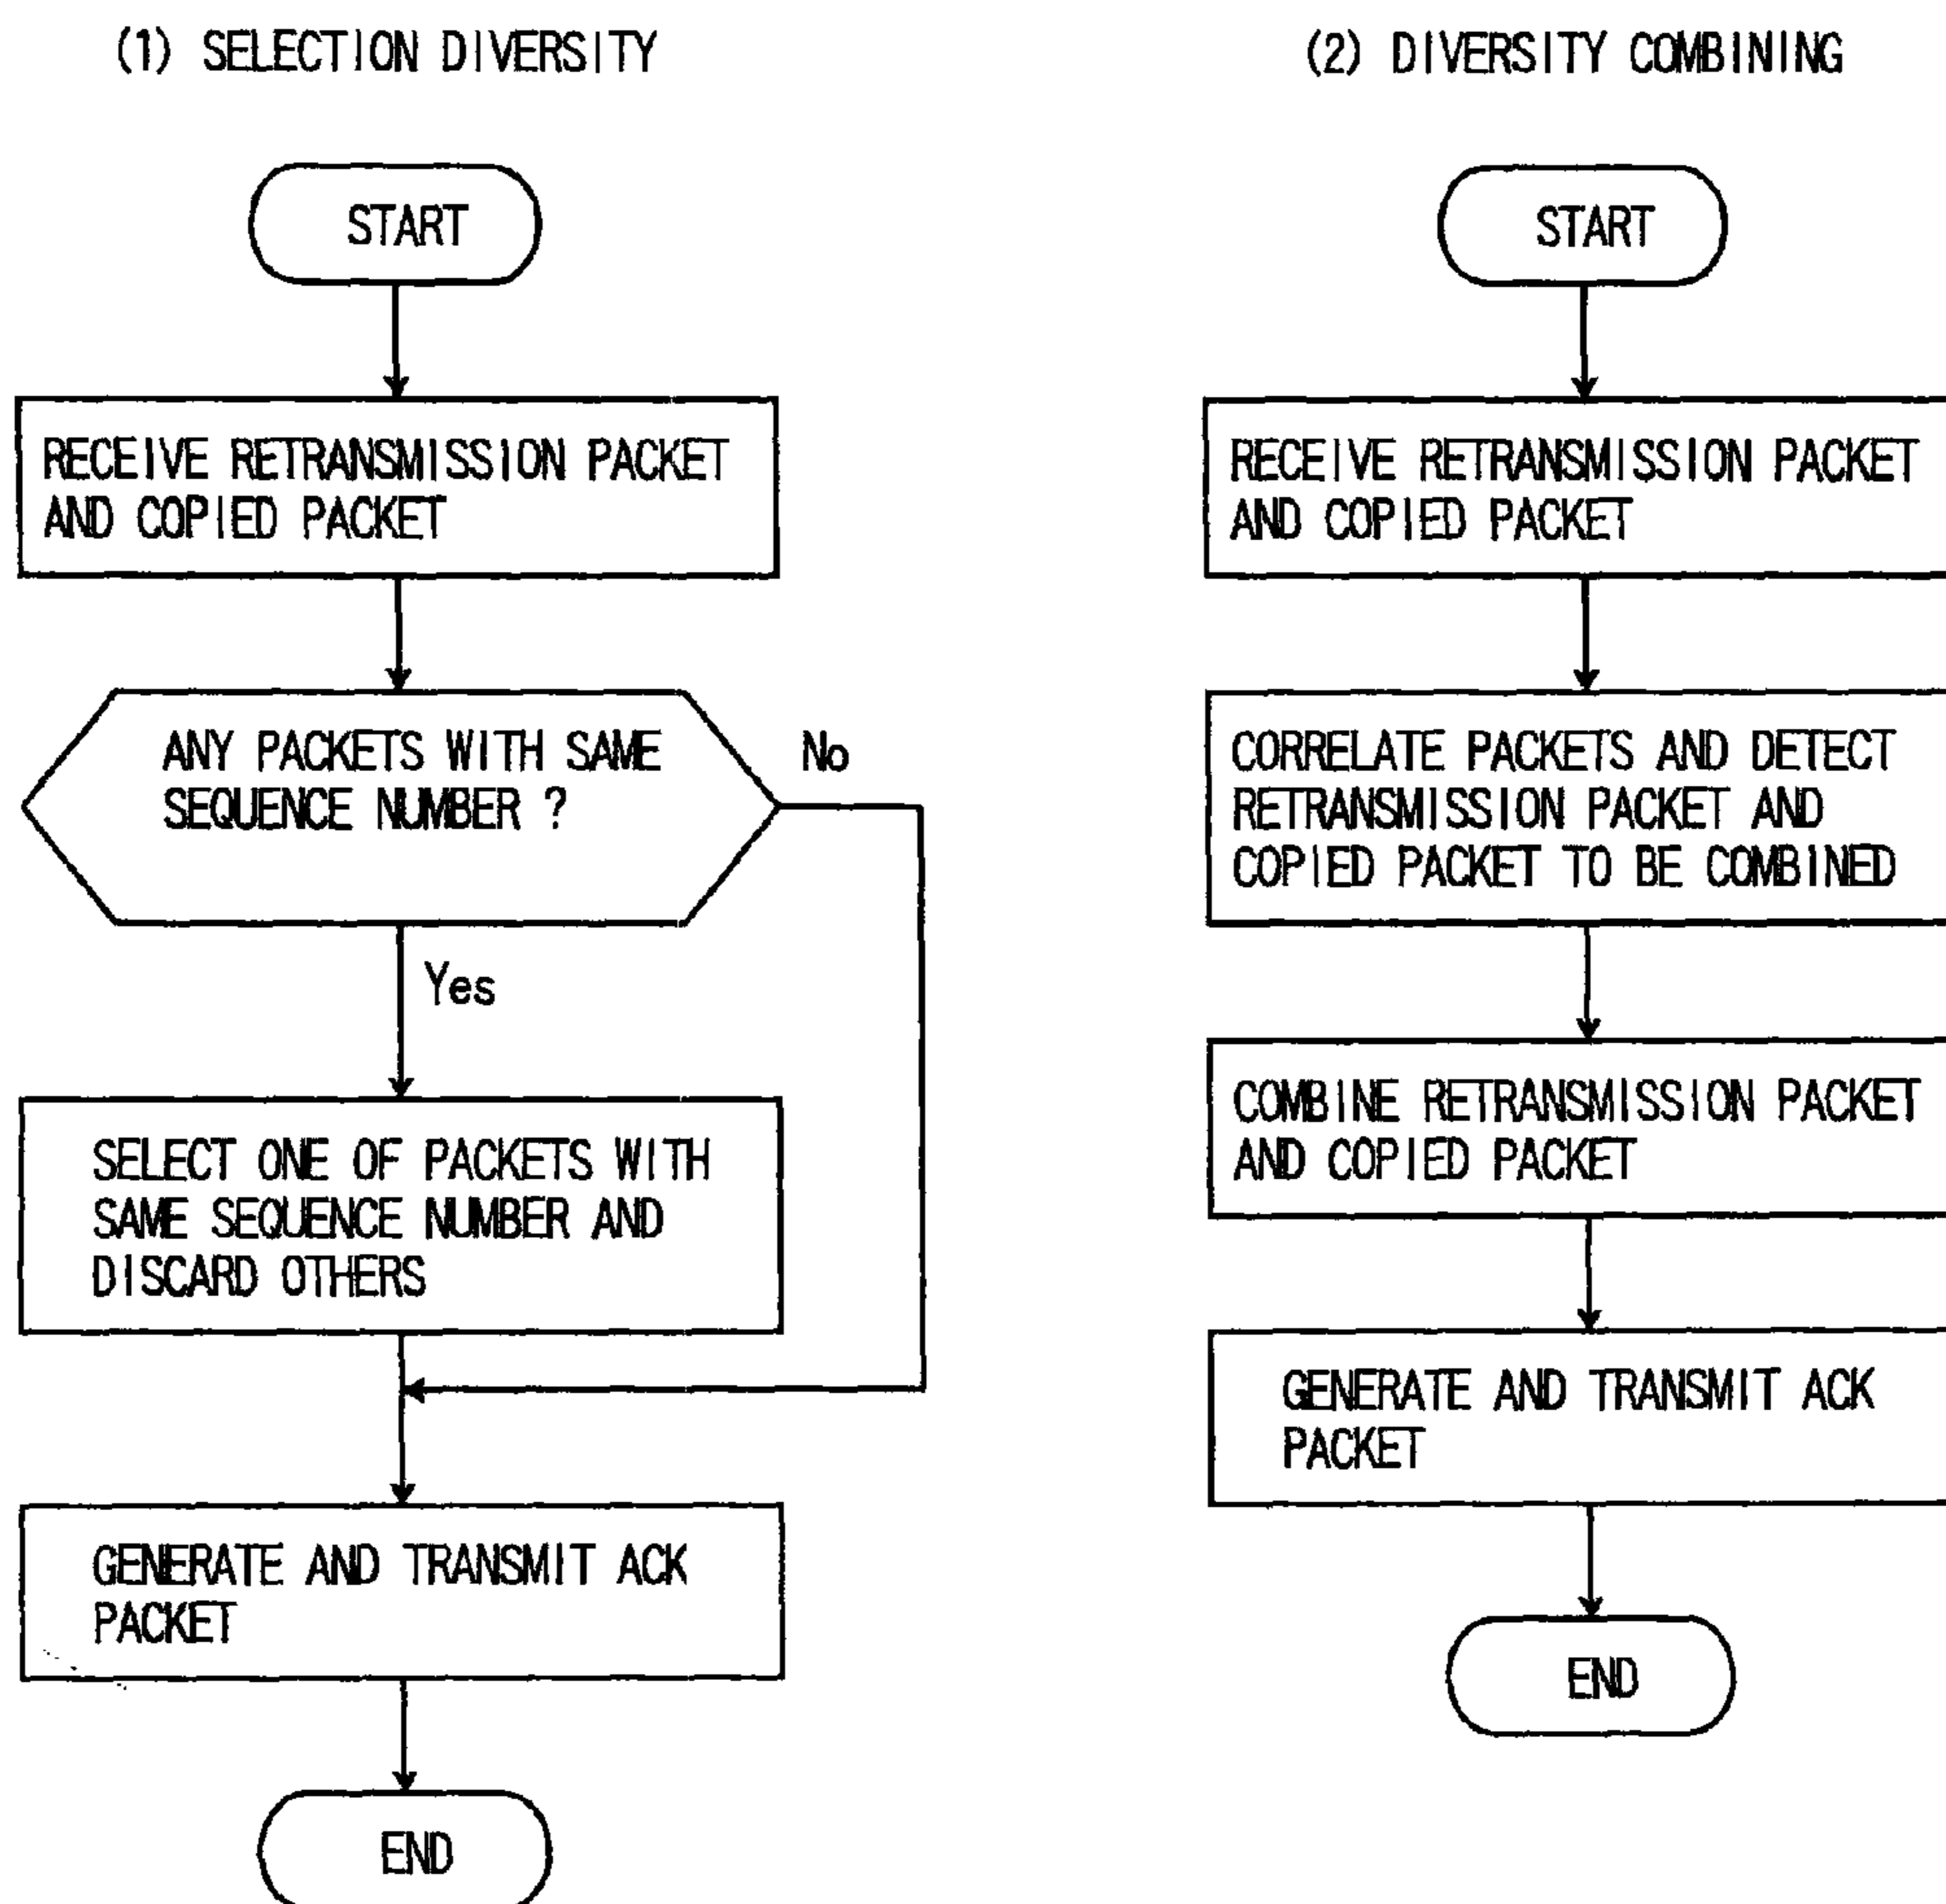 (1) SELECTION DIVERSITY
START
RECEIVE RETRANSMISSION PACKET
AND COPIED PACKET
ANY PACKETS WITH SAME
SEQUENCE NUMBER ?
No
Yes
SELECT ONE OF PACKETS WITH
SAME SEQUENCE NUMBER AND
DISCARD OTHERS
GENERATE AND TRANSMIT ACK
PACKET
END
(2) DIVERSITY COMBINING
START
RECEIVE RETRANSMISSION PACKET
AND COPIED PACKET
CORRELATE PACKETS AND DETECT
RETRANSMISSION PACKET AND
COPIED PACKET TO BE COMBINED
COMBINE RETRANSMISSION PACKET
AND COPIED PACKET
GENERATE AND TRANSMIT ACK
PACKET
END